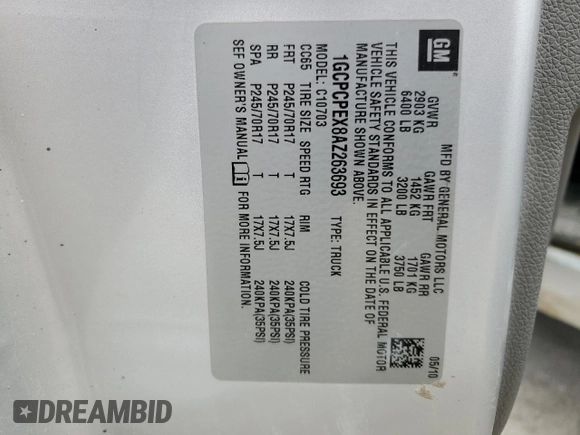 GM
MFD BY GENERAL MOTORS LLC 05/10
GVWR GAWR FRT GAWR RR
2903 KG 1452 KG 1701 KG
6400 LB 3200 LB 3750 LB
THIS VEHICLE CONFORMS TO ALL APPLICABLE U.S. FEDERAL MOTOR
VEHICLE SAFETY STANDARDS IN EFFECT ON THE DATE OF
MANUFACTURE SHOWN ABOVE.
1GCPCPEX8AZ263693 TYPE: TRUCK
MODEL: C10703
CC65 TIRE SIZE SPEED RTG RIM COLD TIRE PRESSURE
FRT P245/70R17 T 17X7.5J 240KPA(35PSI)
RR P245/70R17 T 17X7.5J 240KPA(35PSI)
SPA P245/70R17 T 17X7.5J 240KPA(35PSI)
SEE OWNER'S MANUAL FOR MORE INFORMATION.
DREAMBID